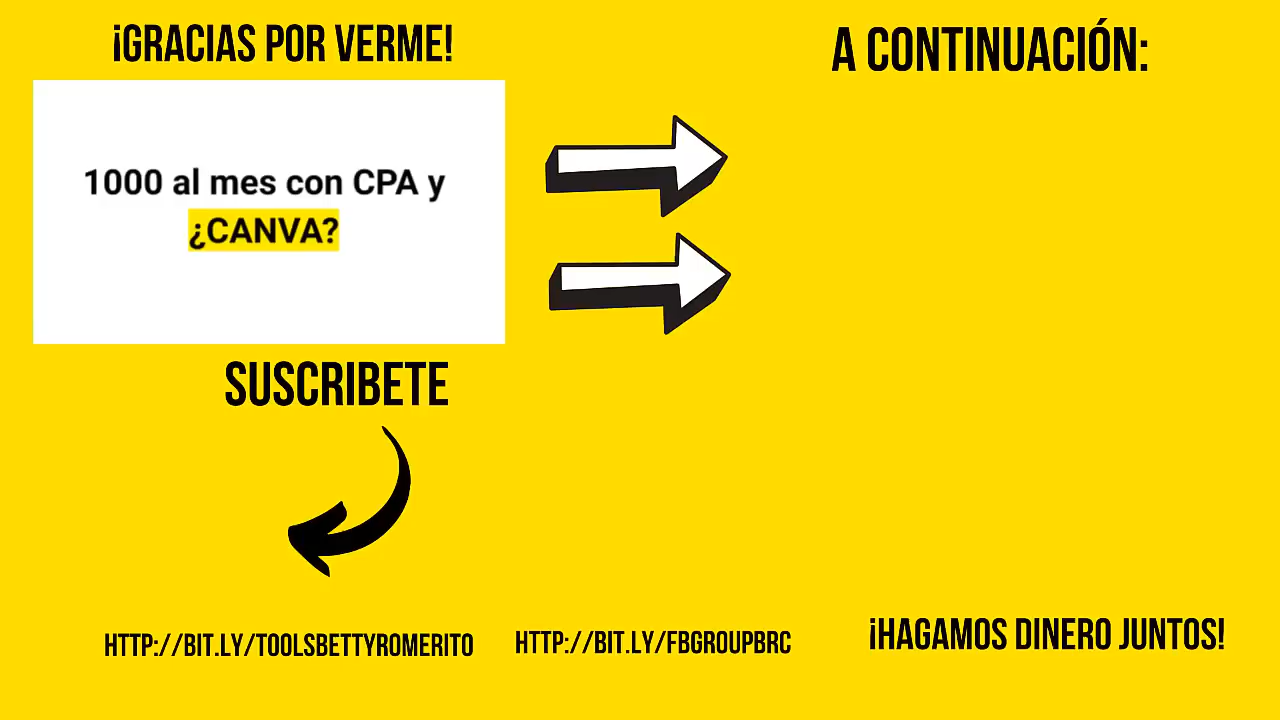 ¡GRACIAS POR VERME!
A CONTINUACIÓN:
1000 al mes con CPA y
¿CANVA?
SUSCRIBETE
HTTP://BIT.LY/TOOLSBETTYROMERITO
HTTP://BIT.LY/FBGROUPBRC
¡HAGAMOS DINERO JUNTOS!